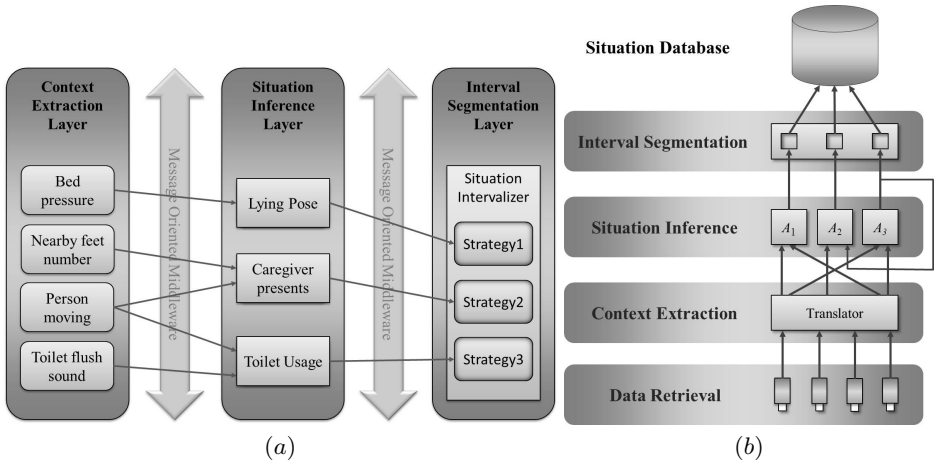 Context
Extraction
Layer
Bed
pressure
Nearby feet
number
Person
moving
Toilet flush
sound
Message Oriented Middleware
Situation
Inference
Layer
Lying Pose
Caregiver
presents
Toilet Usage
Message Oriented Middleware
Interval
Segmentation
Layer
Situation
Intervalizer
Strategy1
Strategy2
Strategy3
(a)
Situation Database
Interval Segmentation
Situation Inference
A1
A2
A3
Context Extraction
Translator
Data Retrieval
(b)